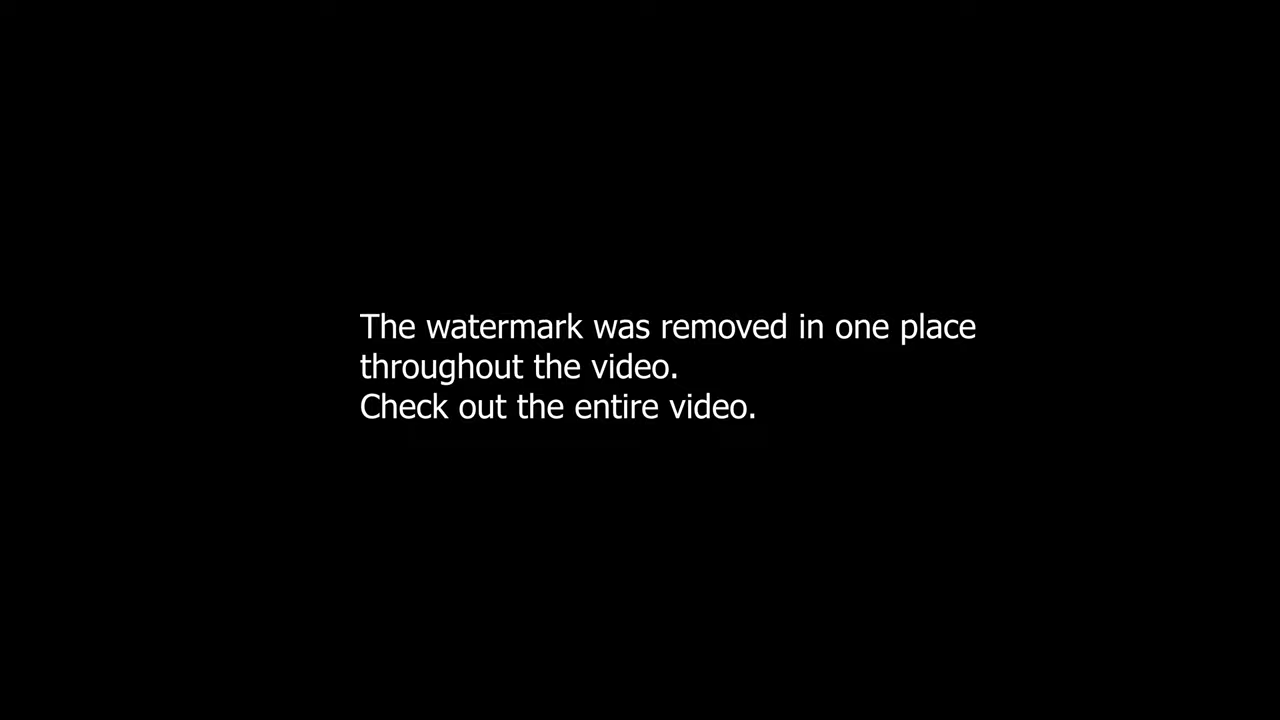 The watermark was removed in one place
throughout the video.
Check out the entire video.